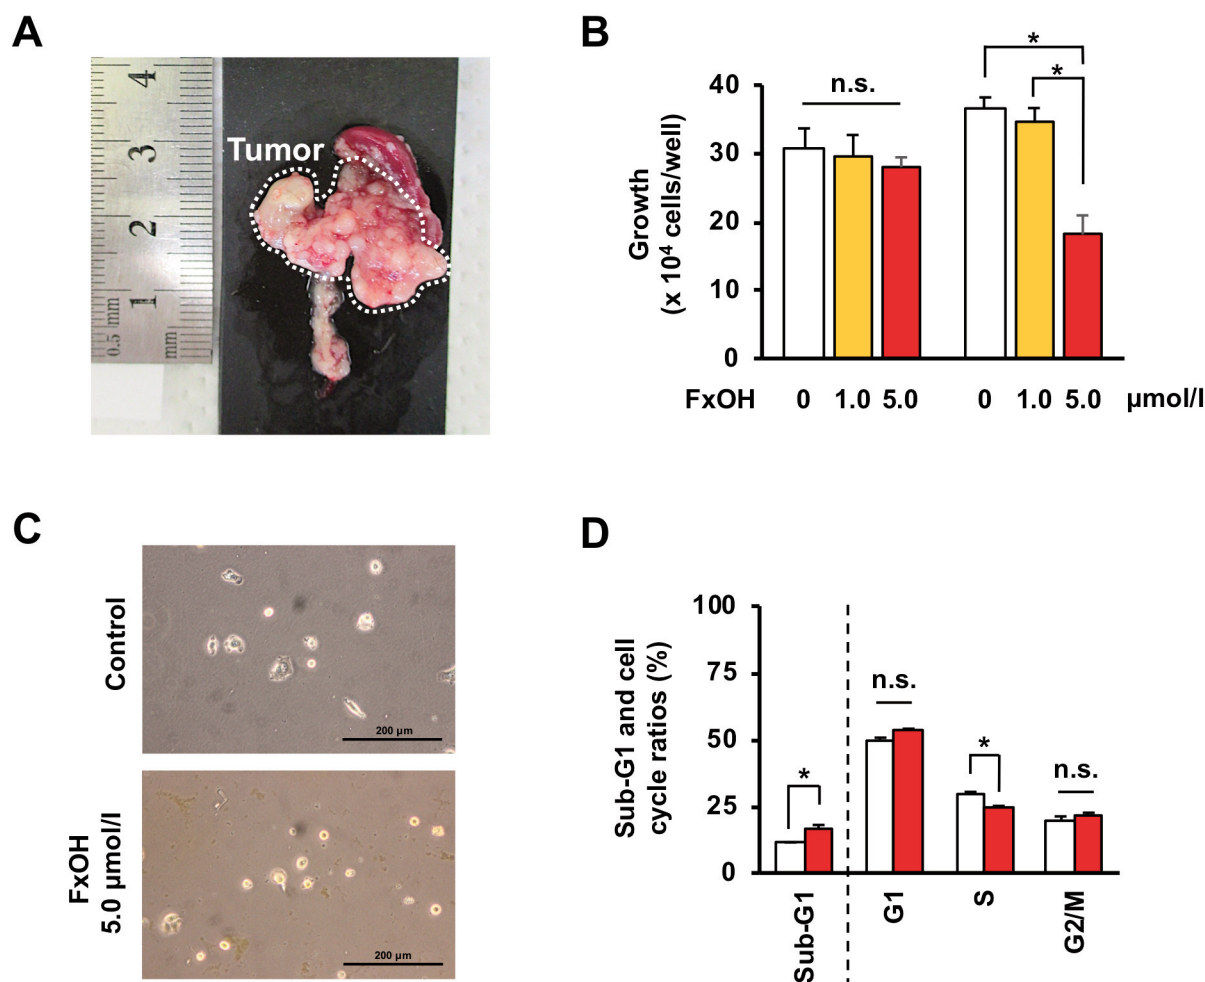 A
4
3
2
1
0.5 mm
mm
Tumor
B
Growth
(x 10⁴ cells/well)
40
30
20
10
0
n.s.
*
*
FxOH 0 1.0 5.0 0 1.0 5.0 µmol/l
C
Control
200 µm
FxOH
5.0 µmol/l
200 µm
D
Sub-G1 and cell
cycle ratios (%)
100
75
50
25
0
*
n.s.
*
n.s.
Sub-G1 G1 S G2/M